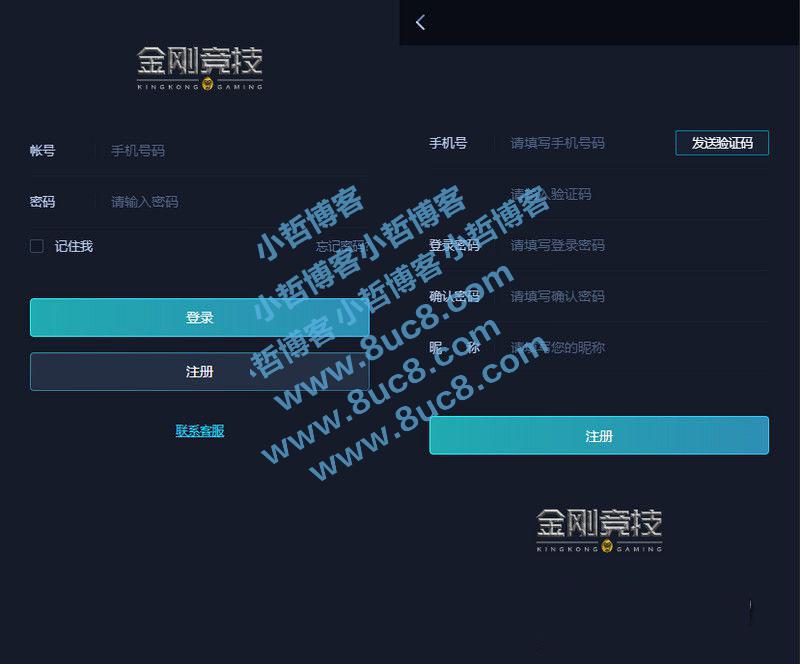 金刚竞技
KINGKONG GAMING
帐号 手机号码
密码 请输入密码
记住我 忘记密码?
登录
注册
联系客服
手机号 请填写手机号码 发送验证码
请输入验证码
登录密码 请填写登录密码
确认密码 请填写确认密码
昵 称 请填写您的昵称
注册
金刚竞技
KINGKONG GAMING
小哲博客 小哲博客 小哲博客
小哲博客 小哲博客 小哲博客
www.8uc8.com
www.8uc8.com
www.8uc8.com